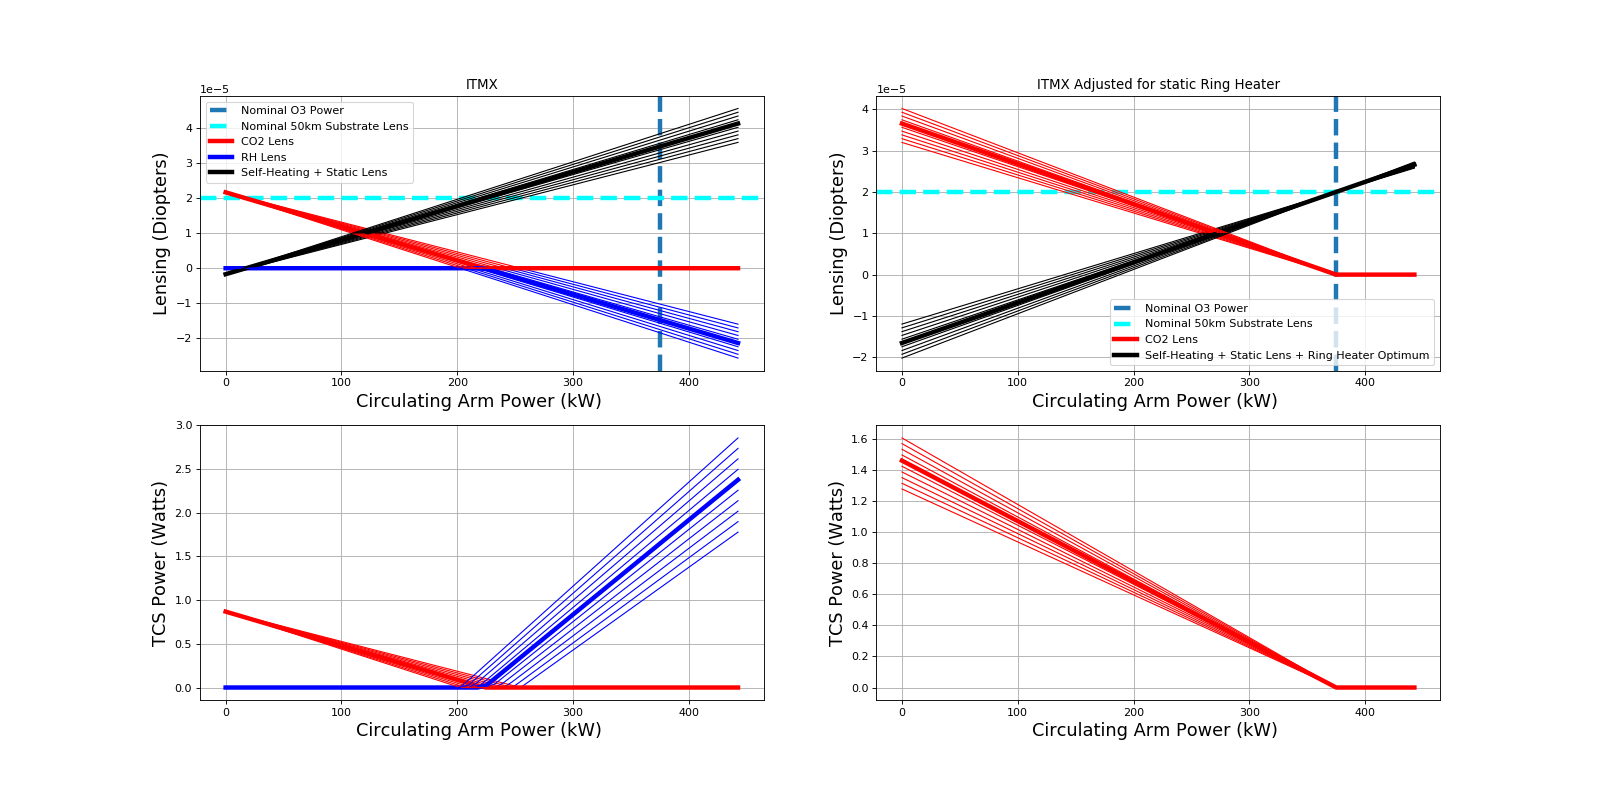 ITMX
1e−5
Nominal O3 Power
Nominal 50km Substrate Lens
CO2 Lens
RH Lens
Self-Heating + Static Lens
Lensing (Diopters)
4
3
2
1
0
−1
−2
0 100 200 300 400
Circulating Arm Power (kW)
ITMX Adjusted for static Ring Heater
1e−5
Lensing (Diopters)
4
3
2
1
0
−1
−2
Nominal O3 Power
Nominal 50km Substrate Lens
CO2 Lens
Self-Heating + Static Lens + Ring Heater Optimum
0 100 200 300 400
Circulating Arm Power (kW)
TCS Power (Watts)
3.0
2.5
2.0
1.5
1.0
0.5
0.0
0 100 200 300 400
Circulating Arm Power (kW)
TCS Power (Watts)
1.6
1.4
1.2
1.0
0.8
0.6
0.4
0.2
0.0
0 100 200 300 400
Circulating Arm Power (kW)